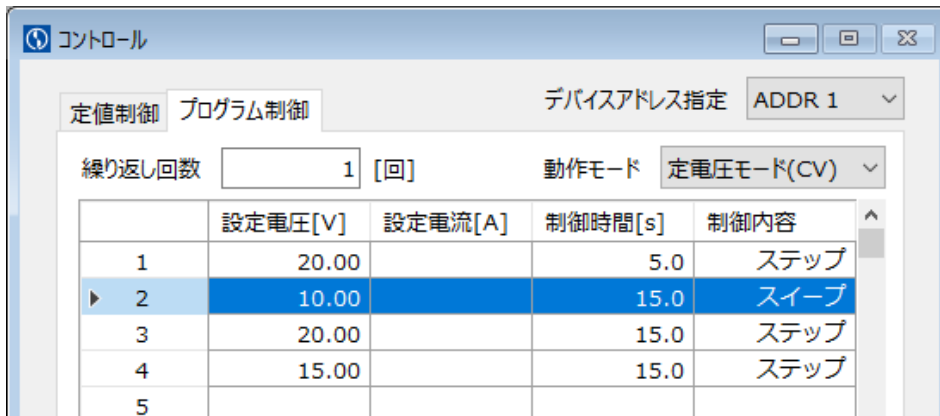 コントロール
定値制御 プログラム制御 デバイスアドレス指定 ADDR 1
繰り返し回数 1 [回] 動作モード 定電圧モード(CV)
設定電圧[V] 設定電流[A] 制御時間[s] 制御内容
1 20.00 5.0 ステップ
2 10.00 15.0 スイープ
3 20.00 15.0 ステップ
4 15.00 15.0 ステップ
5